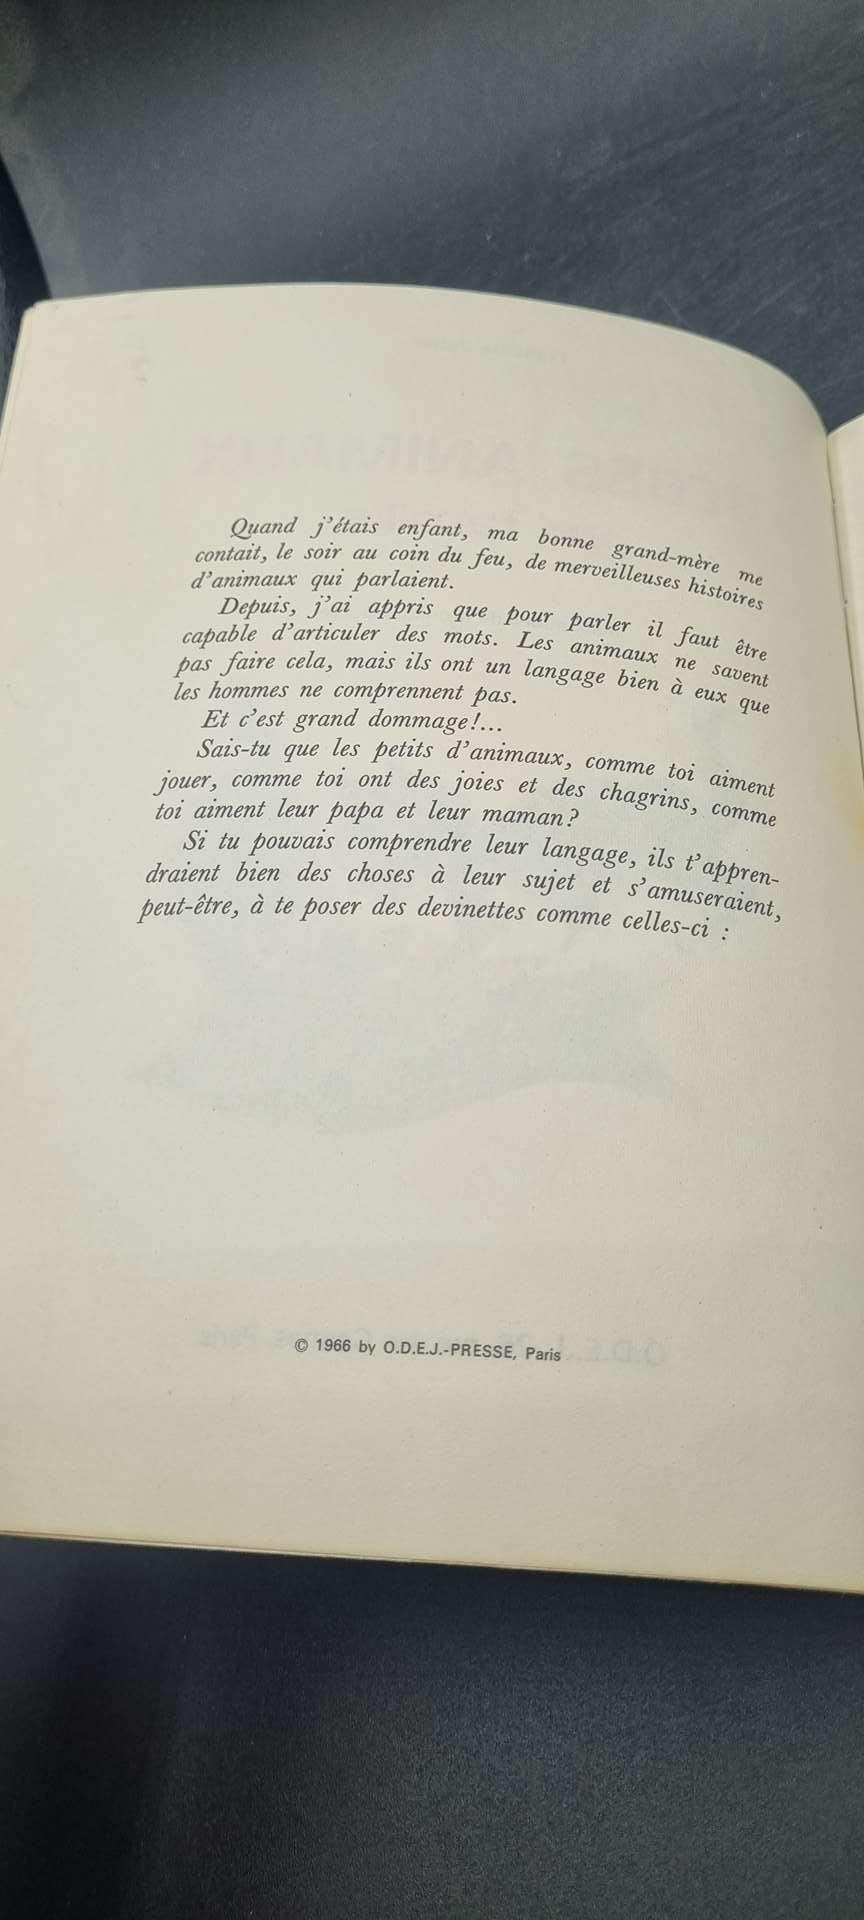 Quand j'étais enfant, ma bonne grand-mère me
contait, le soir au coin du feu, de merveilleuses histoires
d'animaux qui parlaient.
Depuis, j'ai appris que pour parler il faut être
capable d'articuler des mots. Les animaux ne savent
pas faire cela, mais ils ont un langage bien à eux que
les hommes ne comprennent pas.
Et c'est grand dommage!...
Sais-tu que les petits d'animaux, comme toi aiment
jouer, comme toi ont des joies et des chagrins, comme
toi aiment leur papa et leur maman?
Si tu pouvais comprendre leur langage, ils t'appren-
draient bien des choses à leur sujet et s'amuseraient,
peut-être, à te poser des devinettes comme celles-ci :
© 1966 by O.D.E.J.-PRESSE, Paris